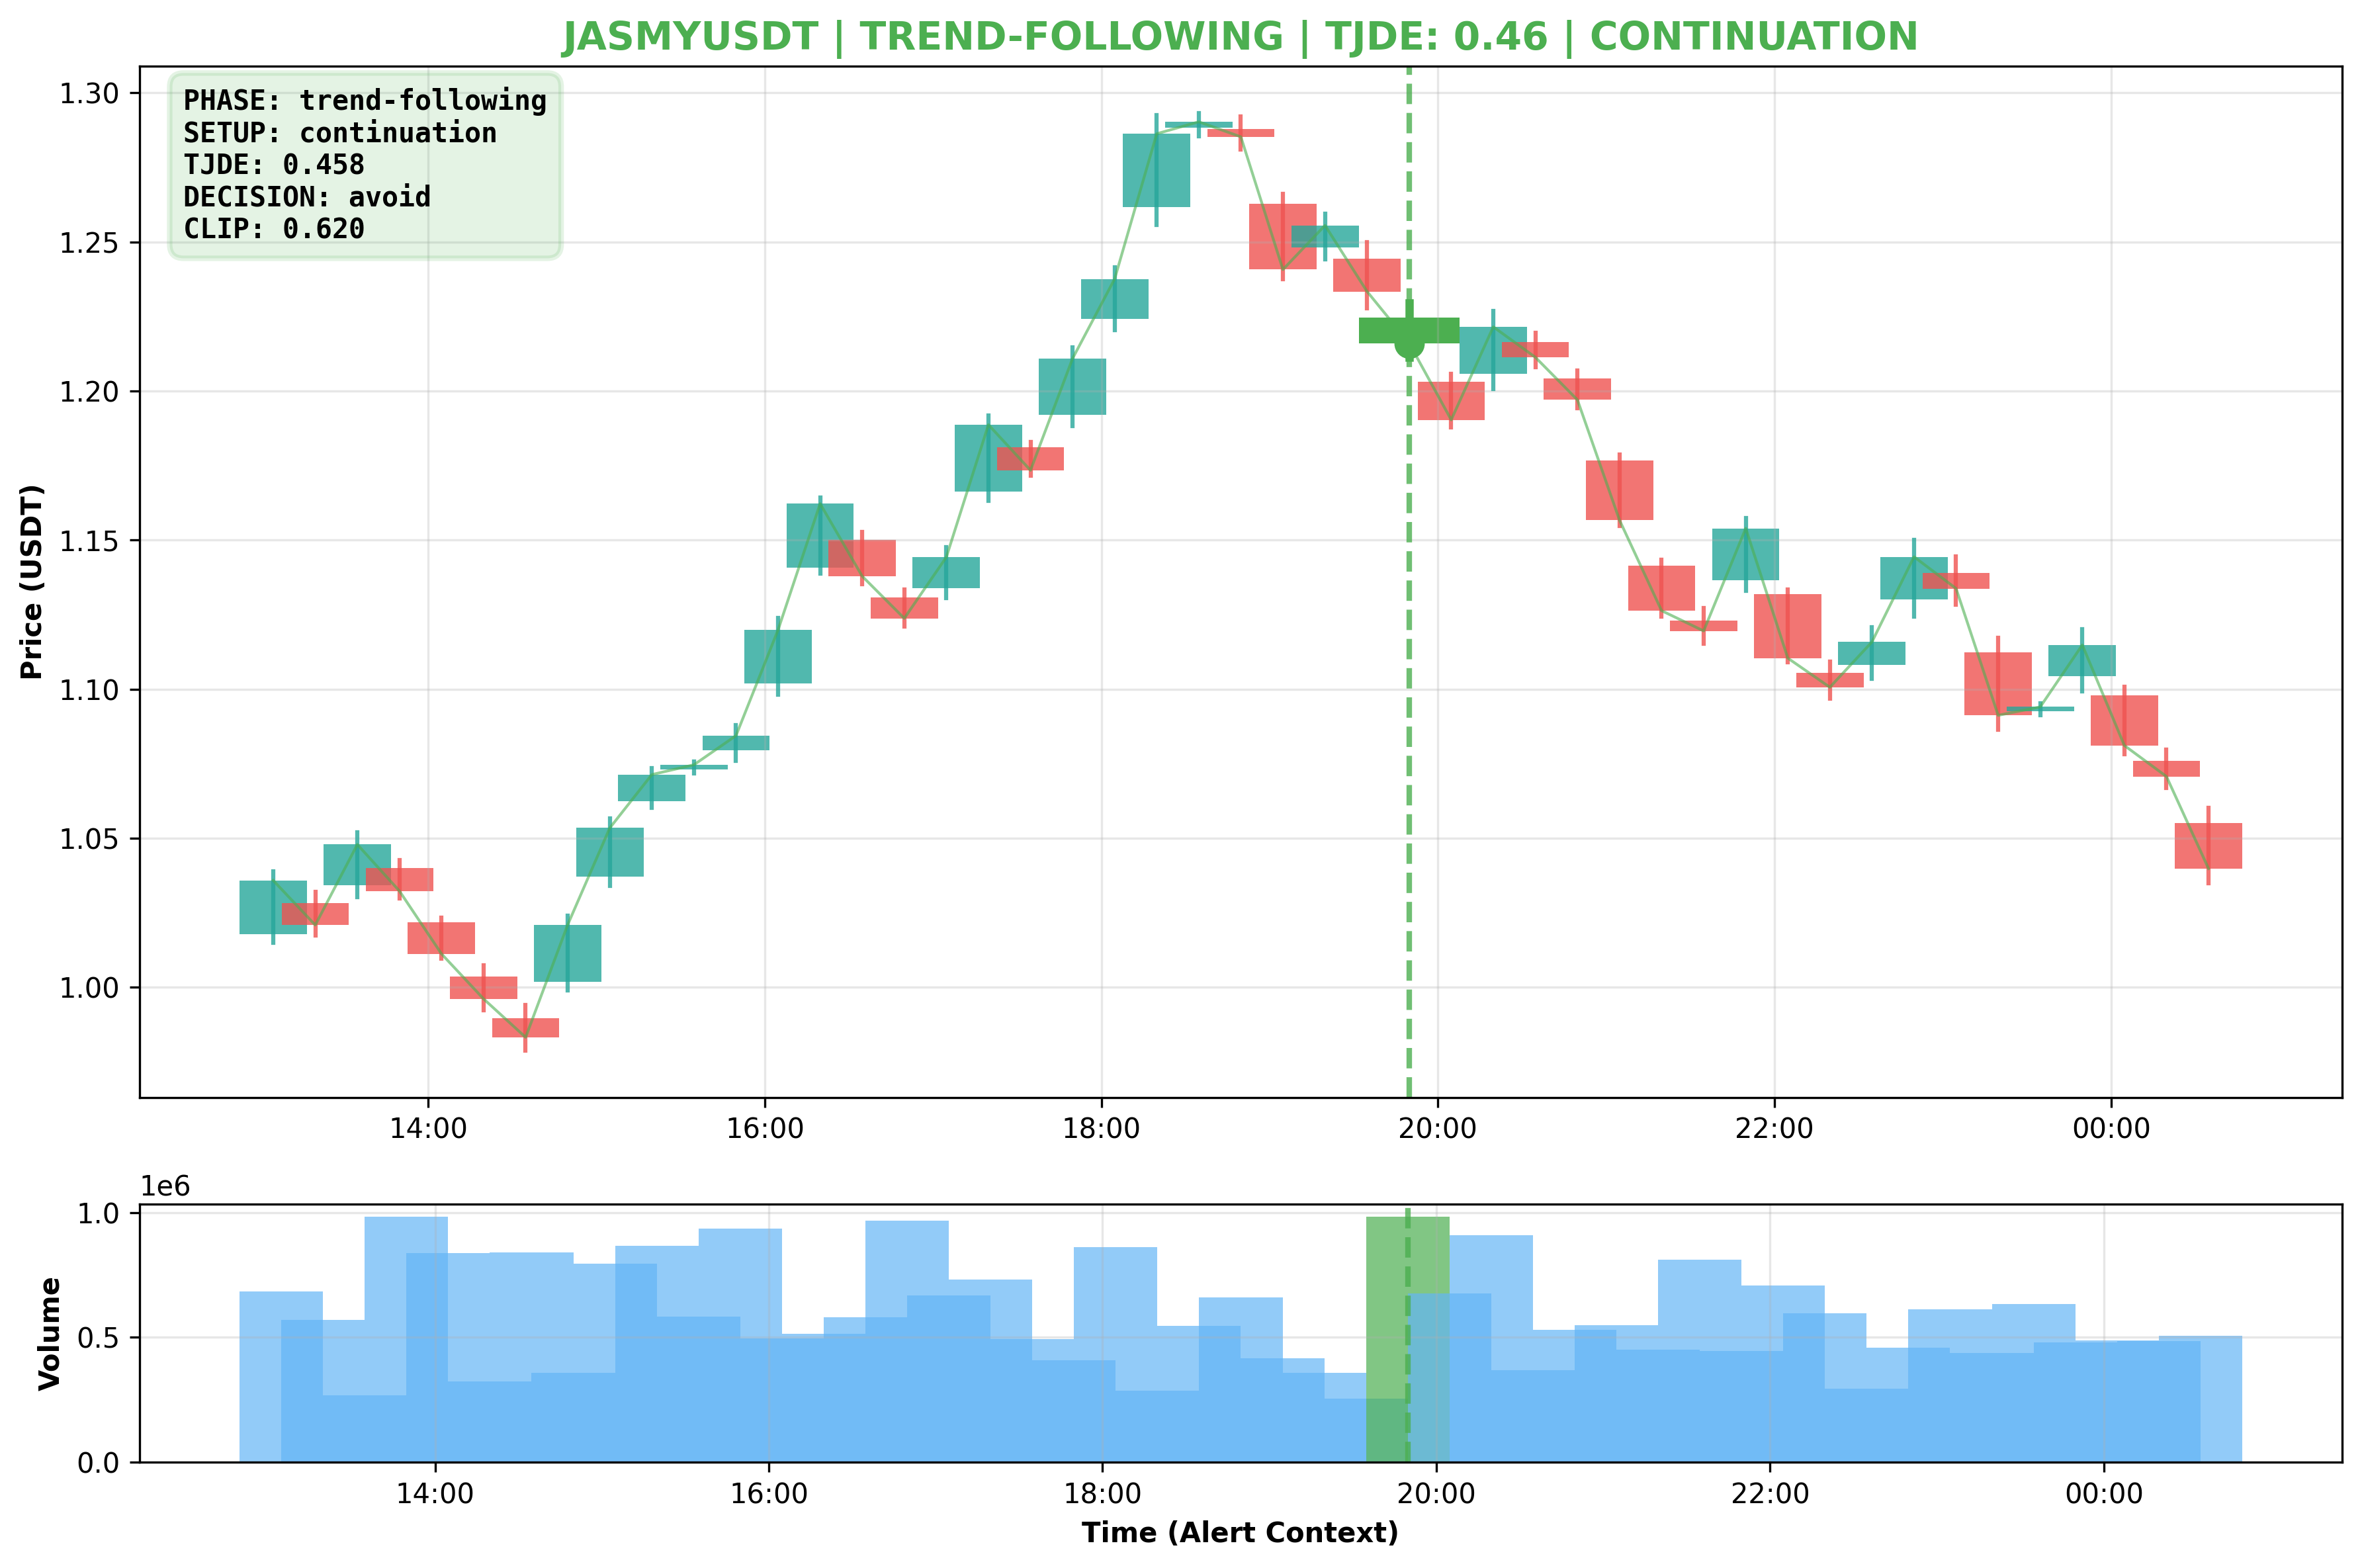 JASMYUSDT | TREND-FOLLOWING | TJDE: 0.46 | CONTINUATION
PHASE: trend-following
SETUP: continuation
TJDE: 0.458
DECISION: avoid
CLIP: 0.620
Price (USDT)
1.30
1.25
1.20
1.15
1.10
1.05
1.00
14:00 16:00 18:00 20:00 22:00 00:00
1e6
Volume
1.0
0.5
0.0
14:00 16:00 18:00 20:00 22:00 00:00
Time (Alert Context)